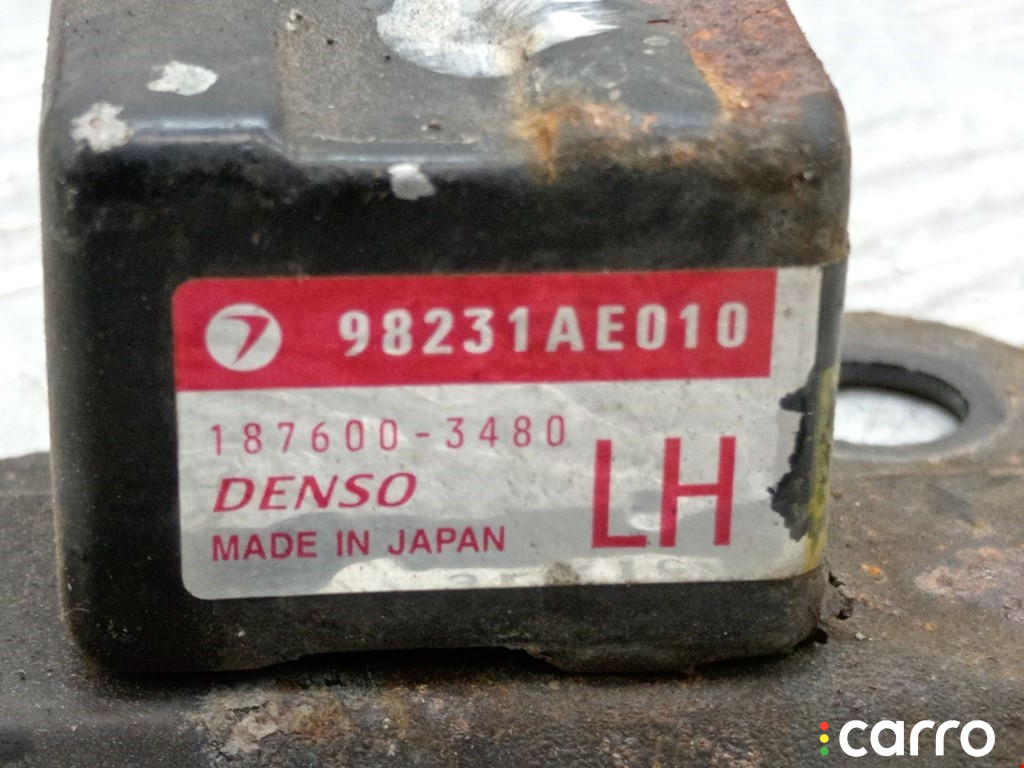 98231AE010
187600-3480
DENSO
LH
MADE IN JAPAN
carro